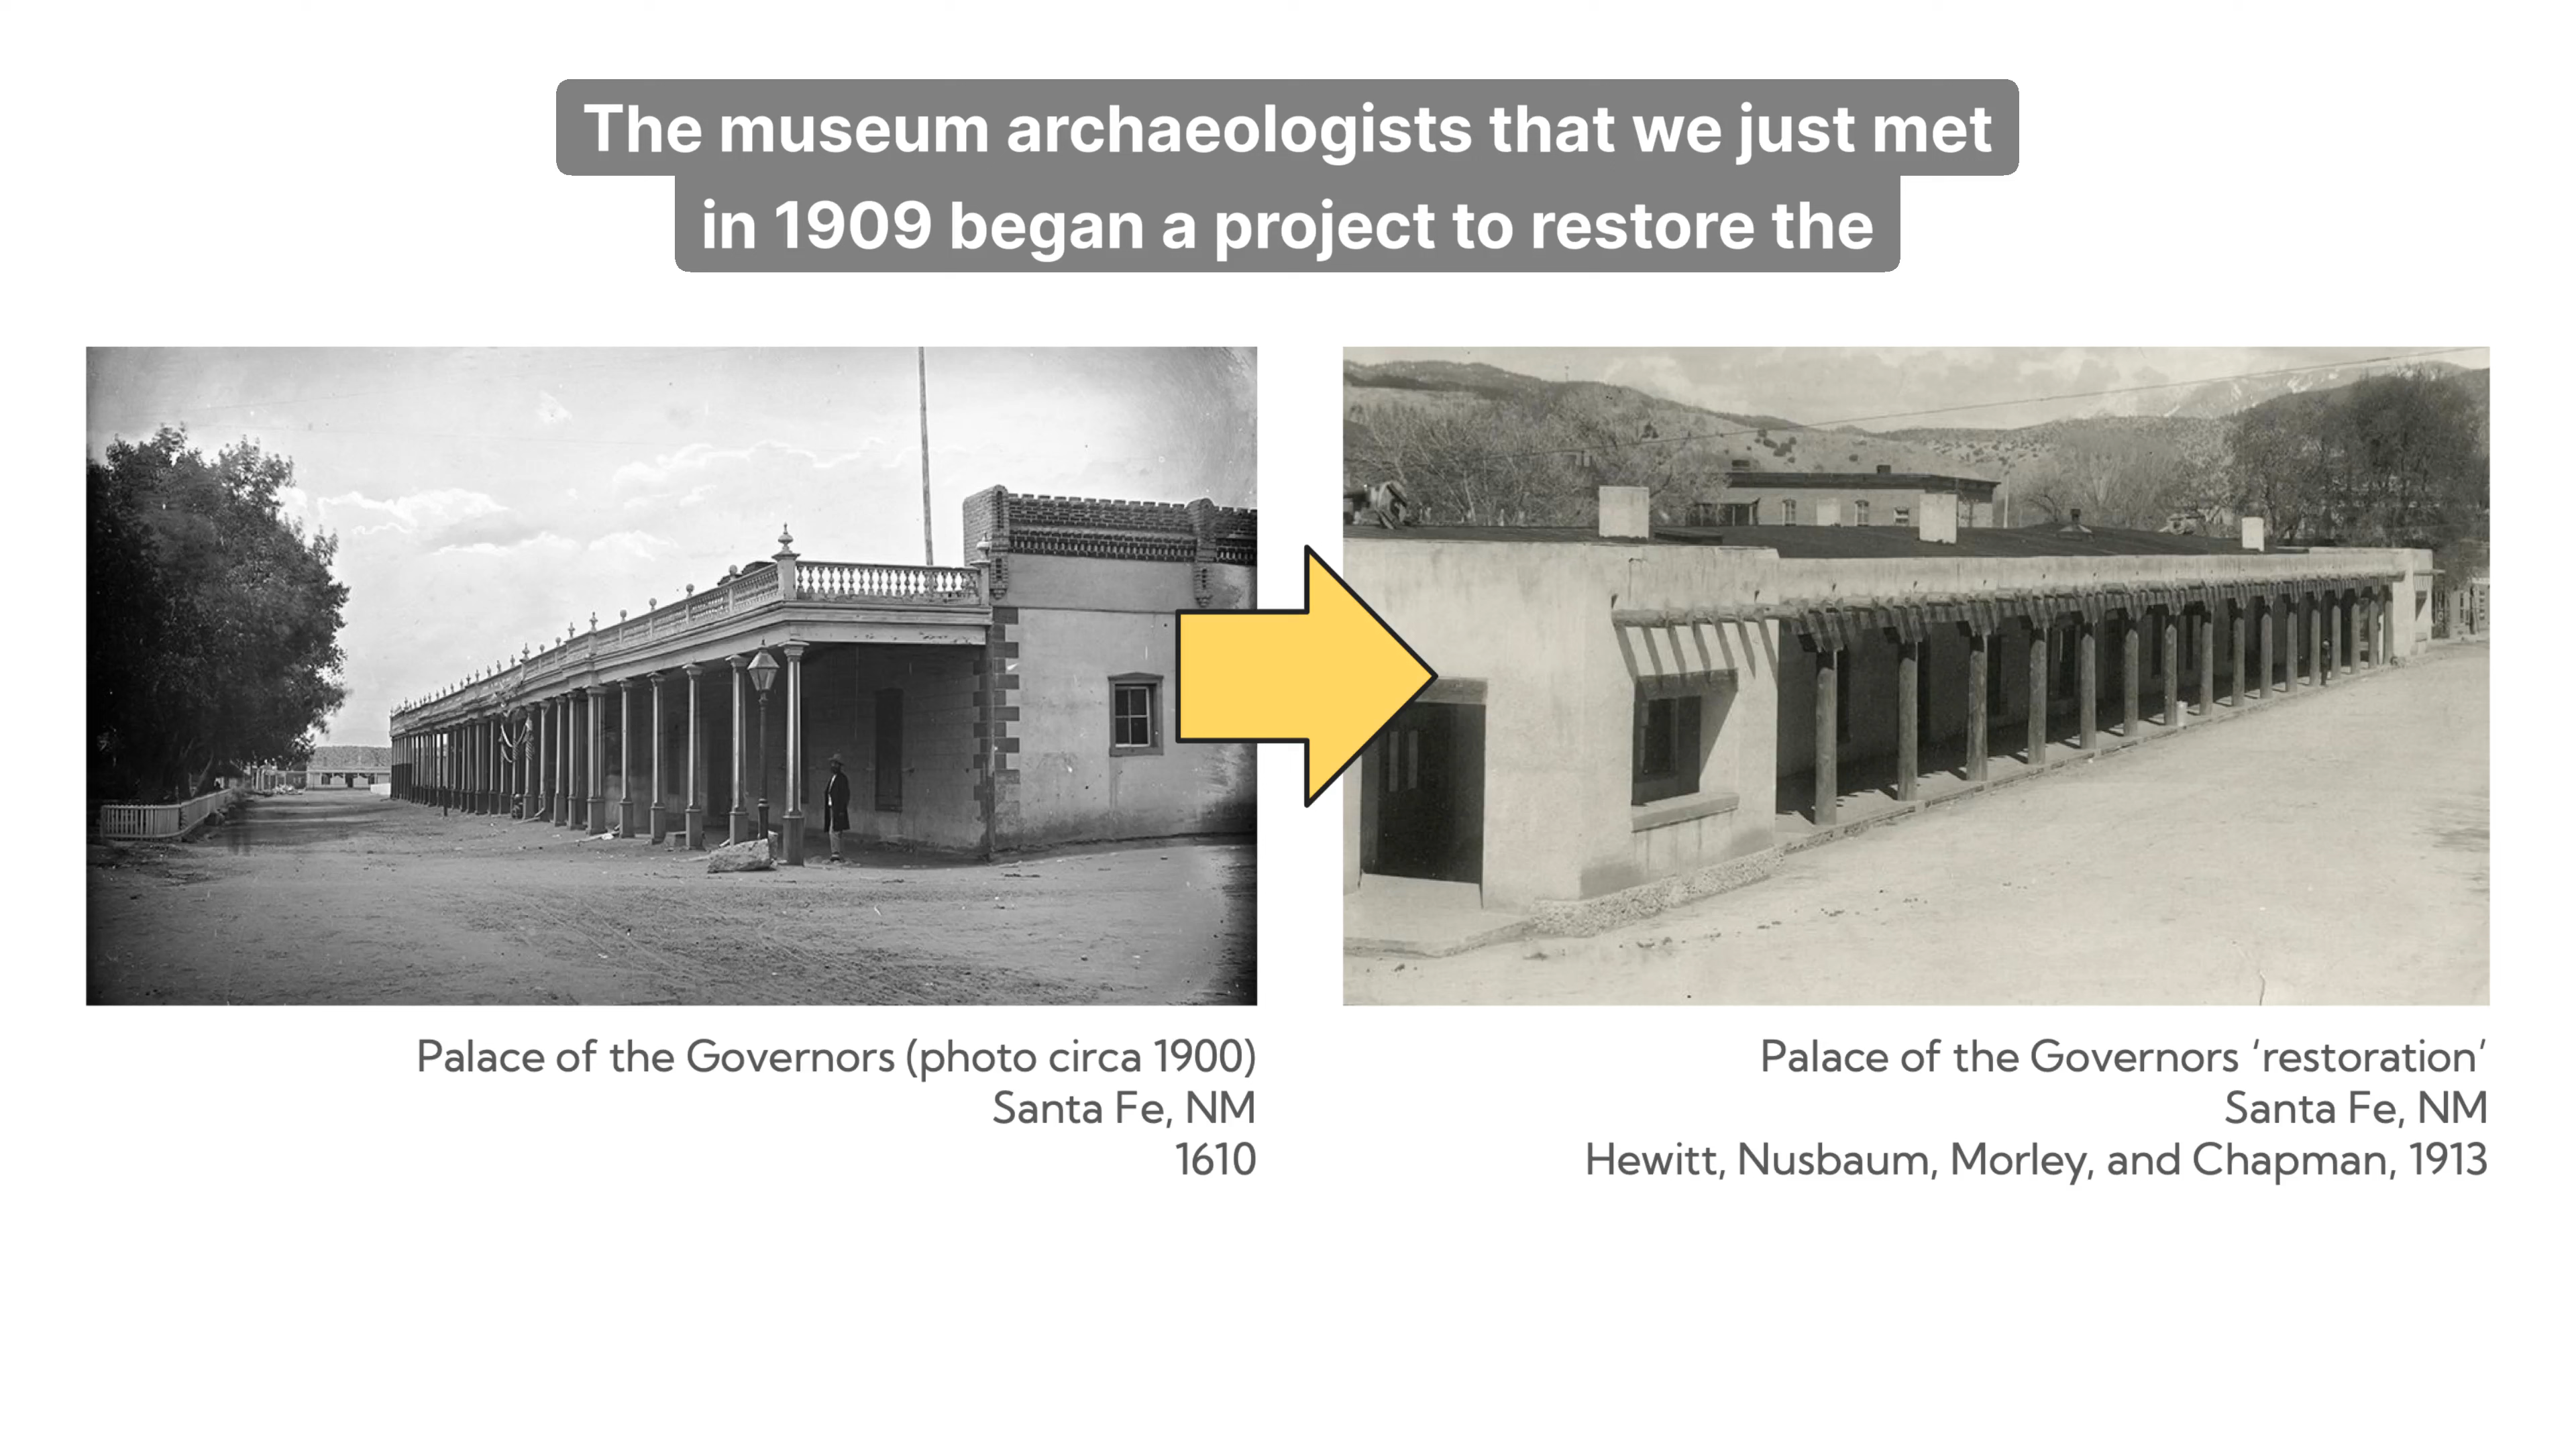 The museum archaeologists that we just met
in 1909 began a project to restore the
Palace of the Governors (photo circa 1900)
Santa Fe, NM
1610
Palace of the Governors ‘restoration’
Santa Fe, NM
Hewitt, Nusbaum, Morley, and Chapman, 1913